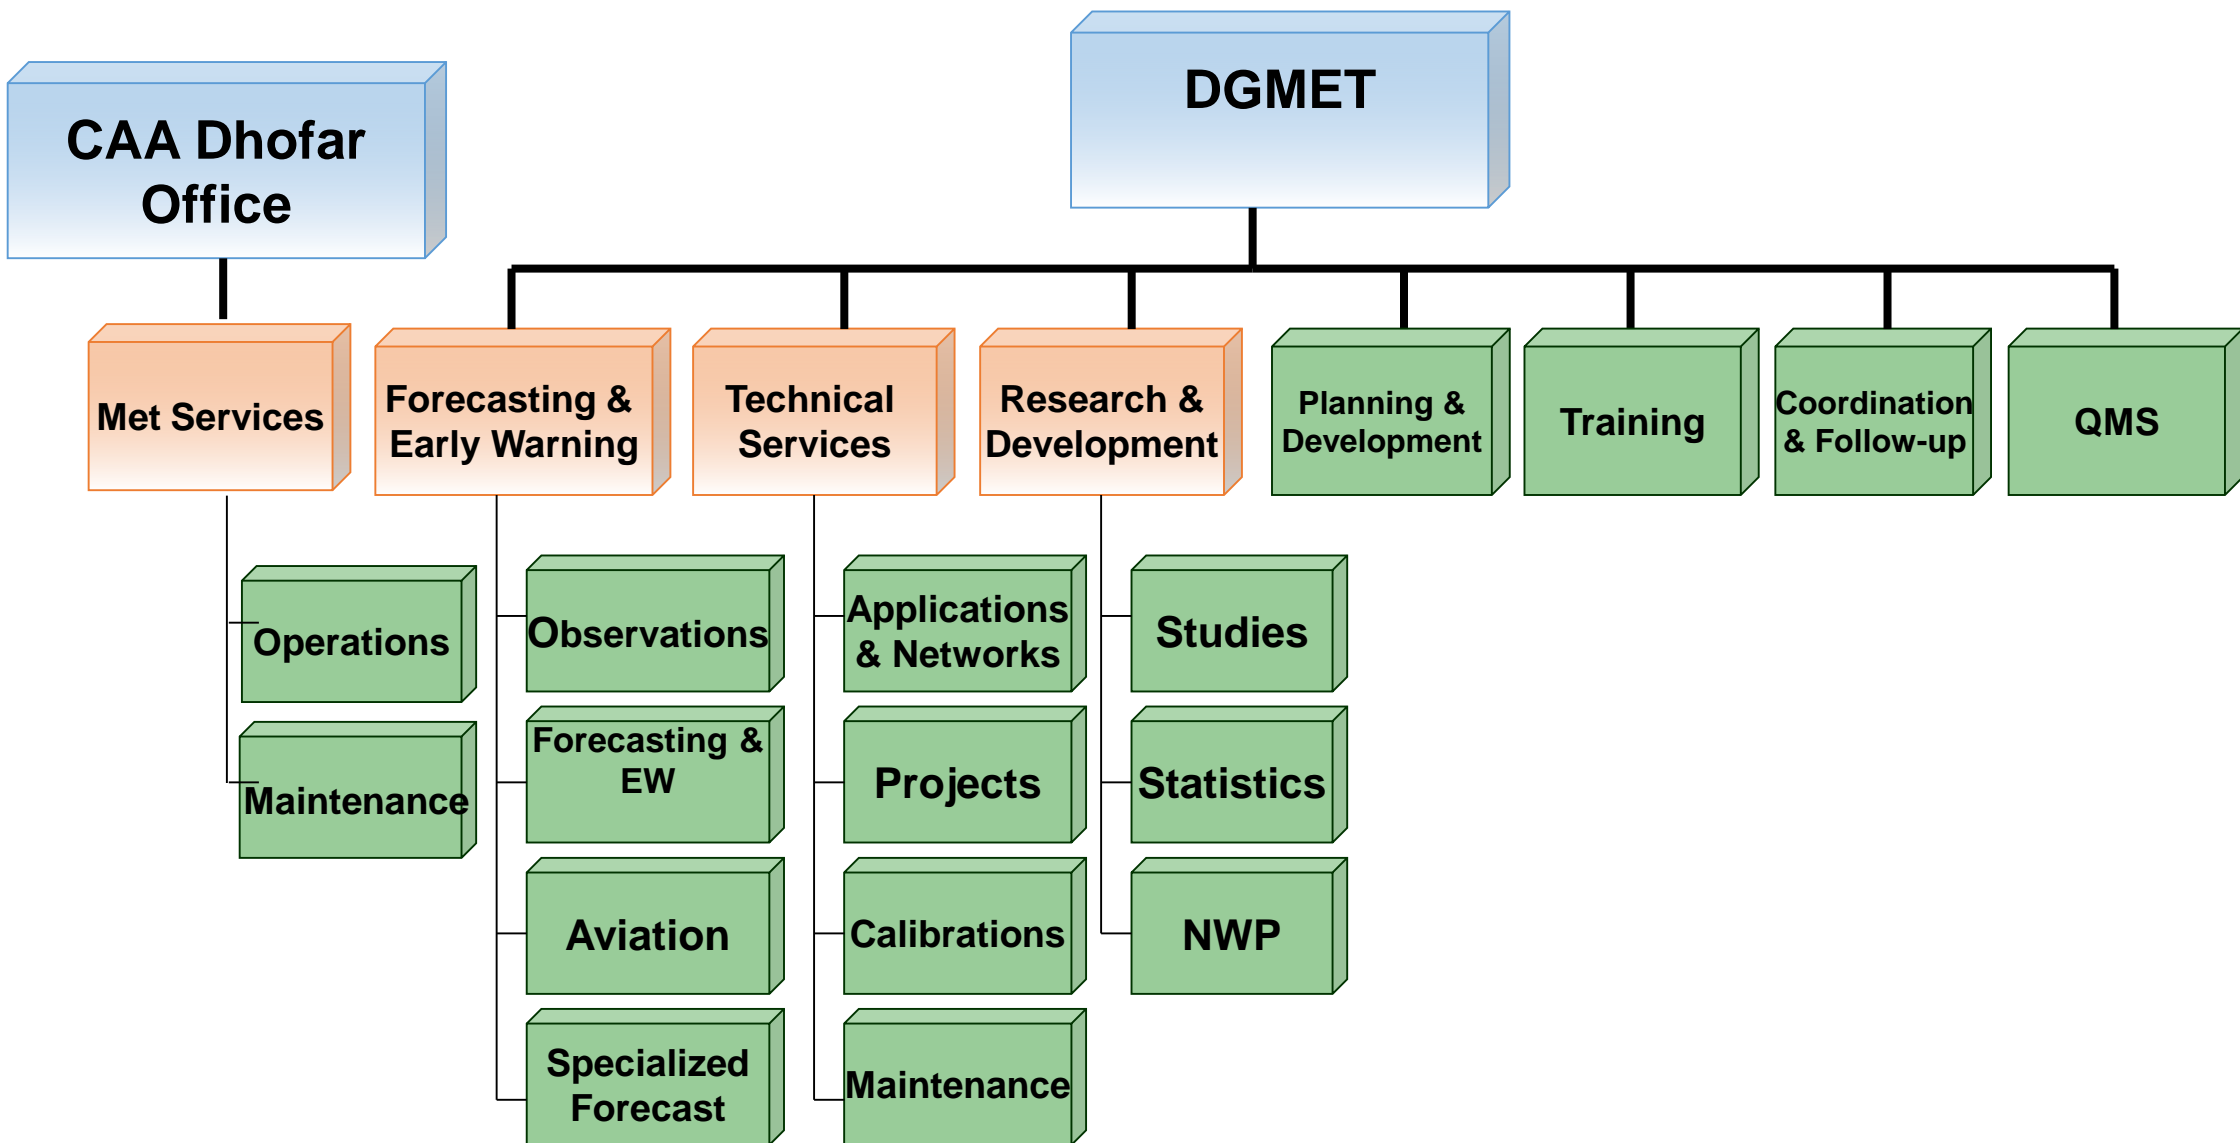 DGMET
CAA Dhofar
Office
Met Services
Forecasting &
Early Warning
Technical
Services
Research &
Development
Planning &
Development
Training
Coordination
& Follow-up
QMS
Operations
Maintenance
Observations
Forecasting &
EW
Aviation
Specialized
Forecast
Applications
& Networks
Projects
Calibrations
Maintenance
Studies
Statistics
NWP